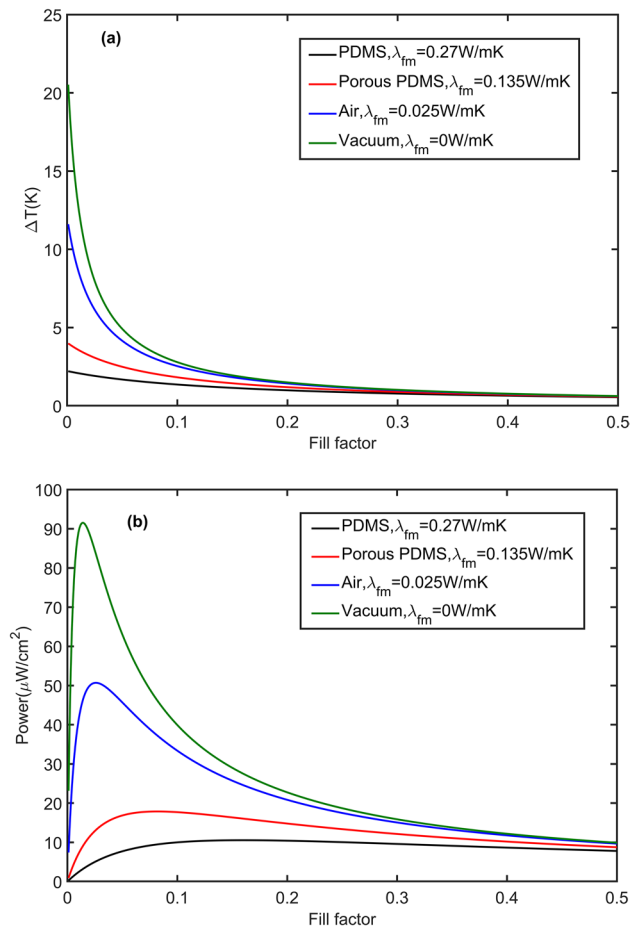 25
(a)
PDMS,λfm=0.27W/mK
Porous PDMS,λfm=0.135W/mK
Air,λfm=0.025W/mK
Vacuum,λfm=0W/mK
20
15
10
5
0
ΔT(K)
0 0.1 0.2 0.3 0.4 0.5
Fill factor
100
(b)
PDMS,λfm=0.27W/mK
Porous PDMS,λfm=0.135W/mK
Air,λfm=0.025W/mK
Vacuum,λfm=0W/mK
90
80
70
60
50
40
30
20
10
0
Power(μW/cm2)
0 0.1 0.2 0.3 0.4 0.5
Fill factor